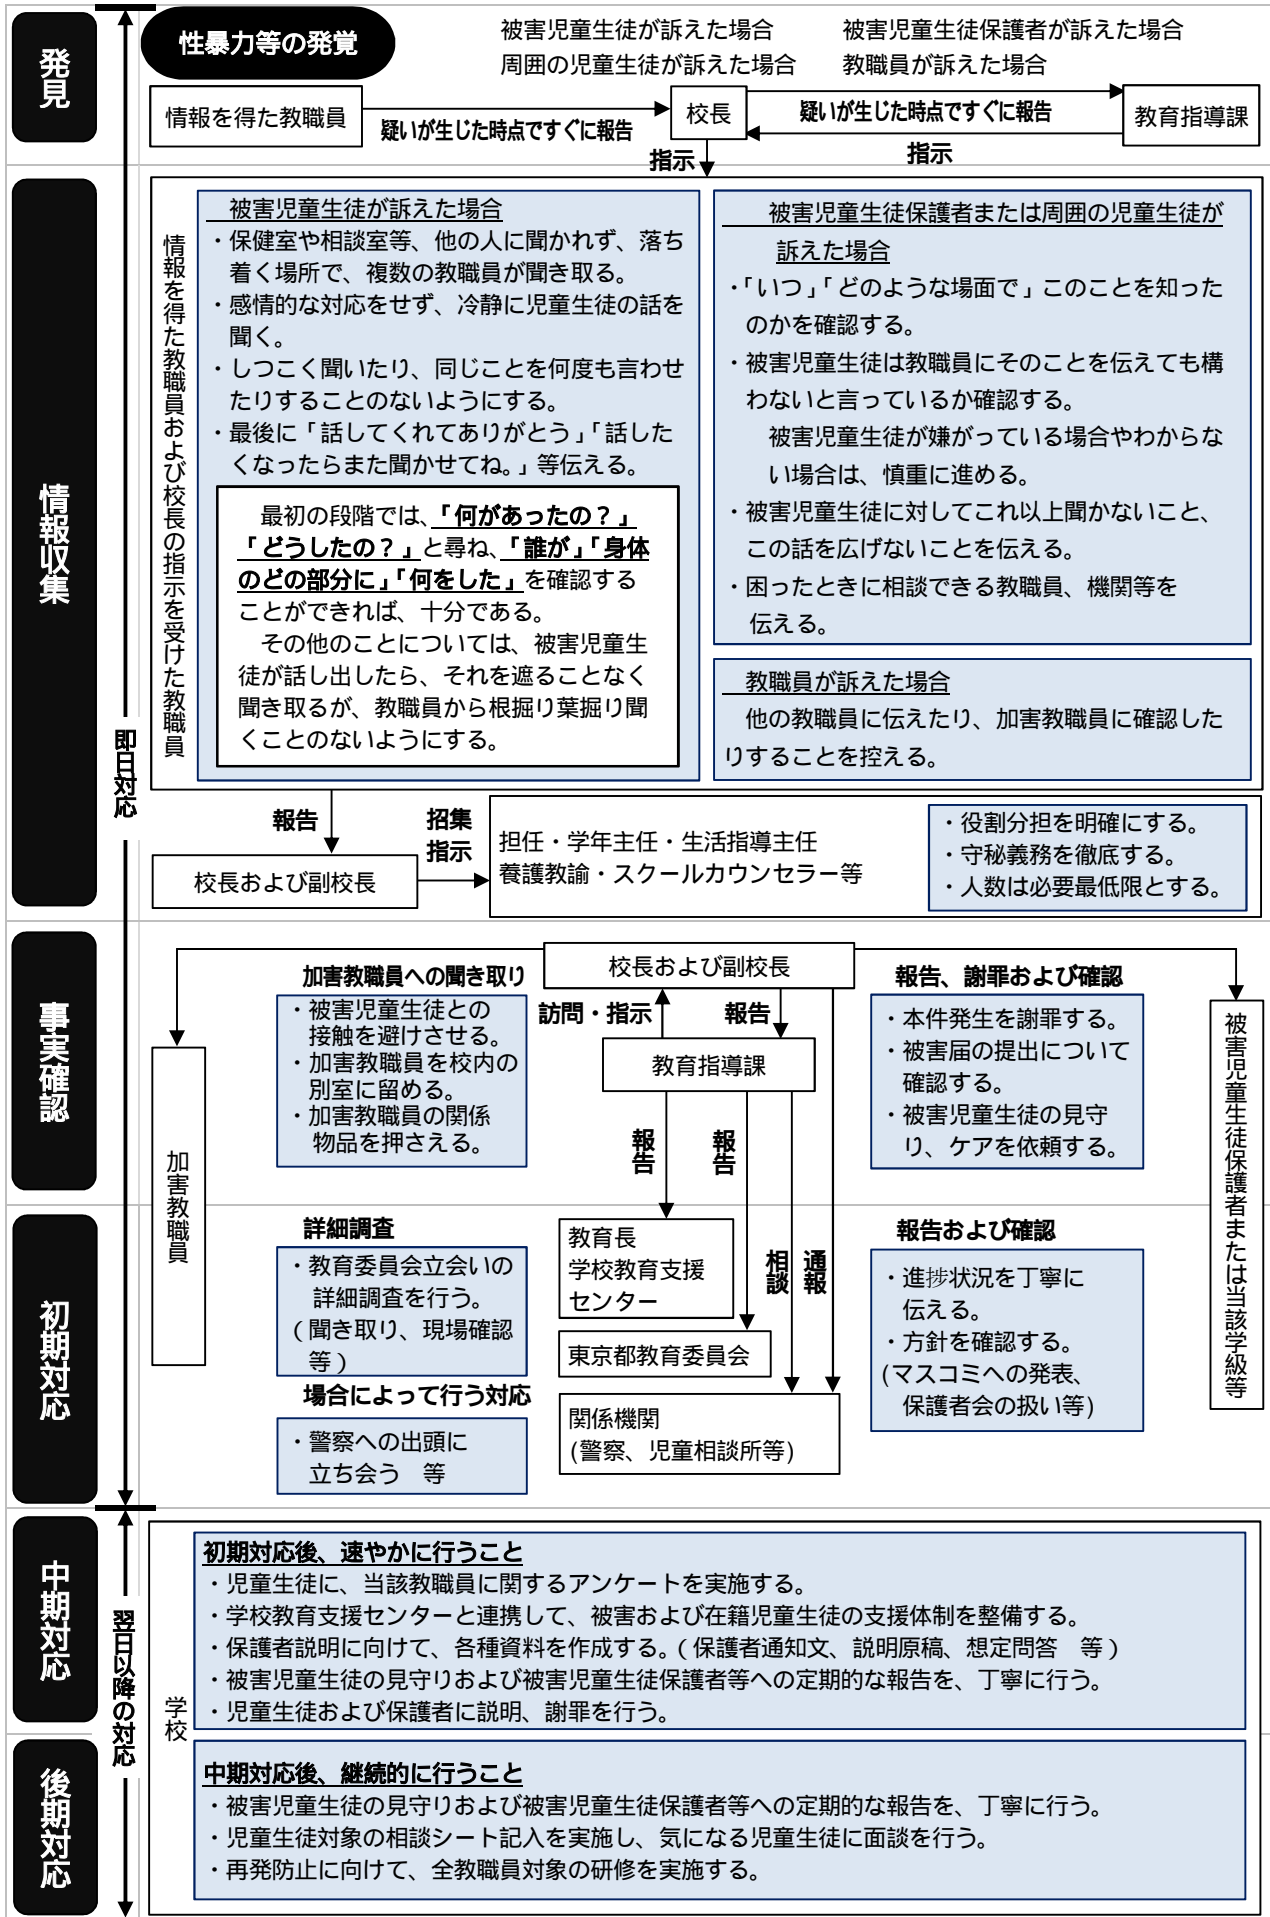 発見
性暴力等の発覚
被害児童生徒が訴えた場合
被害児童生徒保護者が訴えた場合
周囲の児童生徒が訴えた場合
教職員が訴えた場合
情報を得た教職員
疑いが生じた時点ですぐに報告
校長
疑いが生じた時点ですぐに報告
教育指導課
指示
指示
即日対応
情報収集
情報を得た教職員および校長の指示を受けた教職員
被害児童生徒が訴えた場合
・保健室や相談室等、他の人に聞かれず、落ち
着く場所で、複数の教職員が聞き取る。
・感情的な対応をせず、冷静に児童生徒の話を
聞く。
・しつこく聞いたり、同じことを何度も言わせ
たりすることのないようにする。
・最後に「話してくれてありがとう」「話した
くなったらまた聞かせてね。」等伝える。
最初の段階では、「何があったの?」
「どうしたの?」と尋ね、「誰が」「身体
のどの部分に」「何をした」を確認する
ことができれば、十分である。
その他のことについては、被害児童生
徒が話し出したら、それを遮ることなく
聞き取るが、教職員から根掘り葉掘り聞
くことのないようにする。
被害児童生徒保護者または周囲の児童生徒が
訴えた場合
・「いつ」「どのような場面で」このことを知った
のかを確認する。
・被害児童生徒は教職員にそのことを伝えても構
わないと言っているか確認する。
被害児童生徒が嫌がっている場合やわからな
い場合は、慎重に進める。
・被害児童生徒に対してこれ以上聞かないこと、
この話を広げないことを伝える。
・困ったときに相談できる教職員、機関等を
伝える。
教職員が訴えた場合
他の教職員に伝えたり、加害教職員に確認した
りすることを控える。
報告
校長および副校長
招集
指示
担任・学年主任・生活指導主任
養護教諭・スクールカウンセラー等
・役割分担を明確にする。
・守秘義務を徹底する。
・人数は必要最低限とする。
事実確認
校長および副校長
加害教職員への聞き取り
・被害児童生徒との
接触を避けさせる。
・加害教職員を校内の
別室に留める。
・加害教職員の関係
物品を押さえる。
訪問・指示
報告
教育指導課
報告、謝罪および確認
・本件発生を謝罪する。
・被害届の提出について
確認する。
・被害児童生徒の見守
り、ケアを依頼する。
加害教職員
被害児童生徒保護者または当該学級等
報告
報告
相談
通報
初期対応
詳細調査
・教育委員会立会いの
詳細調査を行う。
(聞き取り、現場確認
等)
場合によって行う対応
・警察への出頭に
立ち会う 等
教育長
学校教育支援
センター
東京都教育委員会
関係機関
(警察、児童相談所等)
報告および確認
・進捗状況を丁寧に
伝える。
・方針を確認する。
(マスコミへの発表、
保護者会の扱い等)
翌日以降の対応
中期対応
学校
初期対応後、速やかに行うこと
・児童生徒に、当該教職員に関するアンケートを実施する。
・学校教育支援センターと連携して、被害および在籍児童生徒の支援体制を整備する。
・保護者説明に向けて、各種資料を作成する。(保護者通知文、説明原稿、想定問答 等)
・被害児童生徒の見守りおよび被害児童生徒保護者等への定期的な報告を、丁寧に行う。
・児童生徒および保護者に説明、謝罪を行う。
後期対応
中期対応後、継続的に行うこと
・被害児童生徒の見守りおよび被害児童生徒保護者等への定期的な報告を、丁寧に行う。
・児童生徒対象の相談シート記入を実施し、気になる児童生徒に面談を行う。
・再発防止に向けて、全教職員対象の研修を実施する。